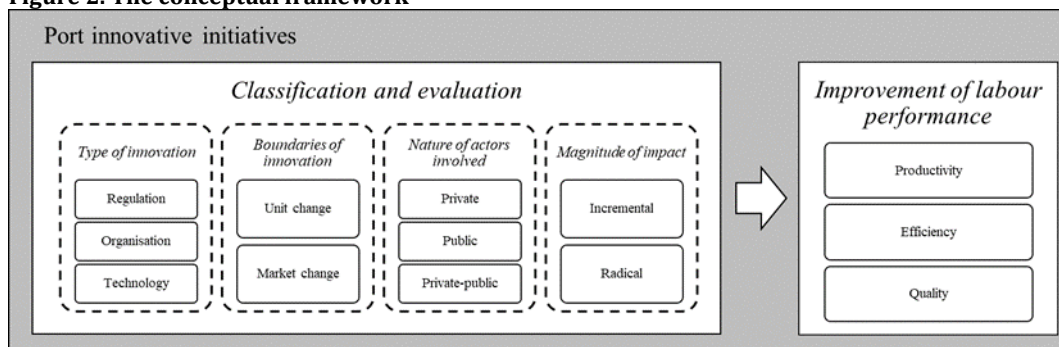 Figure 2. The conceptual framework
Port innovative initiatives
Classification and evaluation
Type of innovation
Regulation
Organisation
Technology
Boundaries of
innovation
Unit change
Market change
Nature of actors
involved
Private
Public
Private-public
Magnitude of impact
Incremental
Radical
Improvement of labour
performance
Productivity
Efficiency
Quality